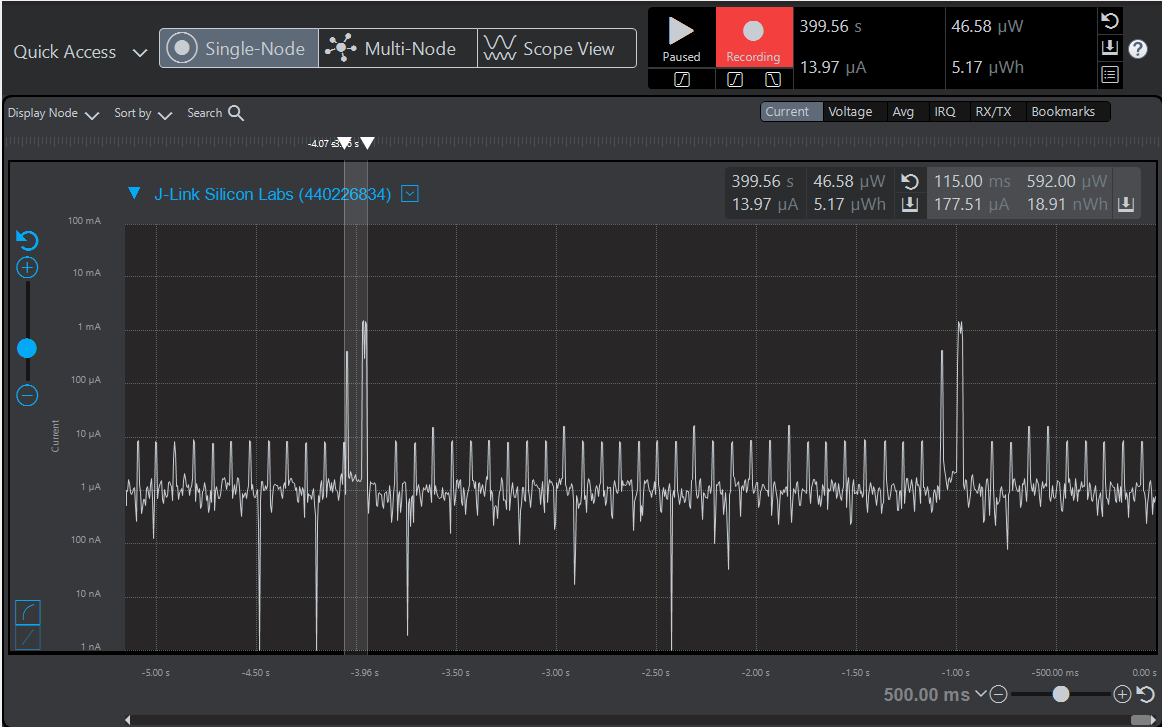 Quick Access Single-Node Multi-Node Scope View
Paused Recording
399.56 s 46.58 µW
13.97 µA 5.17 µWh
Display Node Sort by Search
Current Voltage Avg IRQ RX/TX Bookmarks
-4.07 s
J-Link Silicon Labs (440226834)
399.56 s 46.58 µW 115.00 ms 592.00 µW
13.97 µA 5.17 µWh 177.51 µA 18.91 nWh
100 mA
10 mA
1 mA
100 µA
10 µA
Current
1 µA
100 nA
10 nA
1 nA
-5.00 s -4.50 s -3.96 s -3.50 s -3.00 s -2.50 s -2.00 s -1.50 s -1.00 s -500.00 ms 0.00 s
500.00 ms